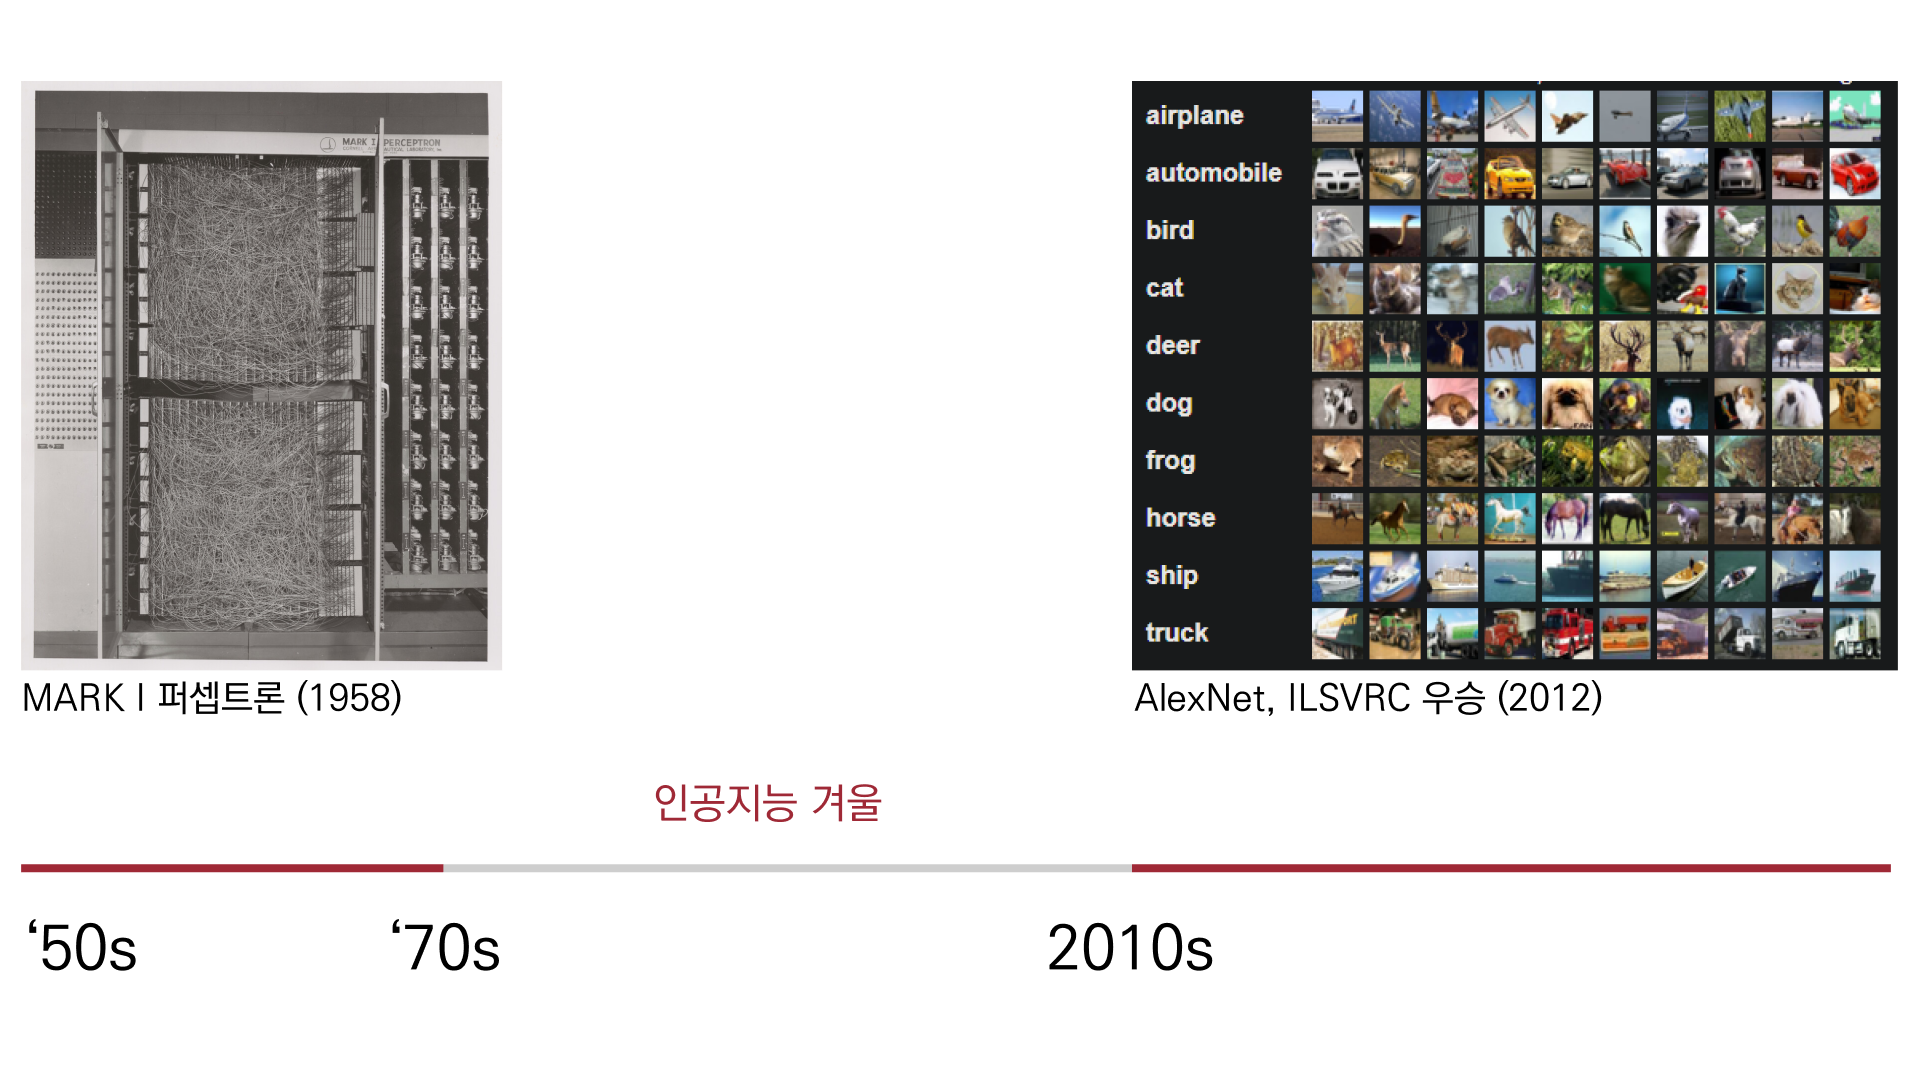 MARK I PERCEPTRON
airplane
automobile
bird
cat
deer
dog
frog
horse
ship
truck
MARK I 퍼셉트론 (1958)
AlexNet, ILSVRC 우승 (2012)
인공지능 겨울
‘50s
‘70s
2010s